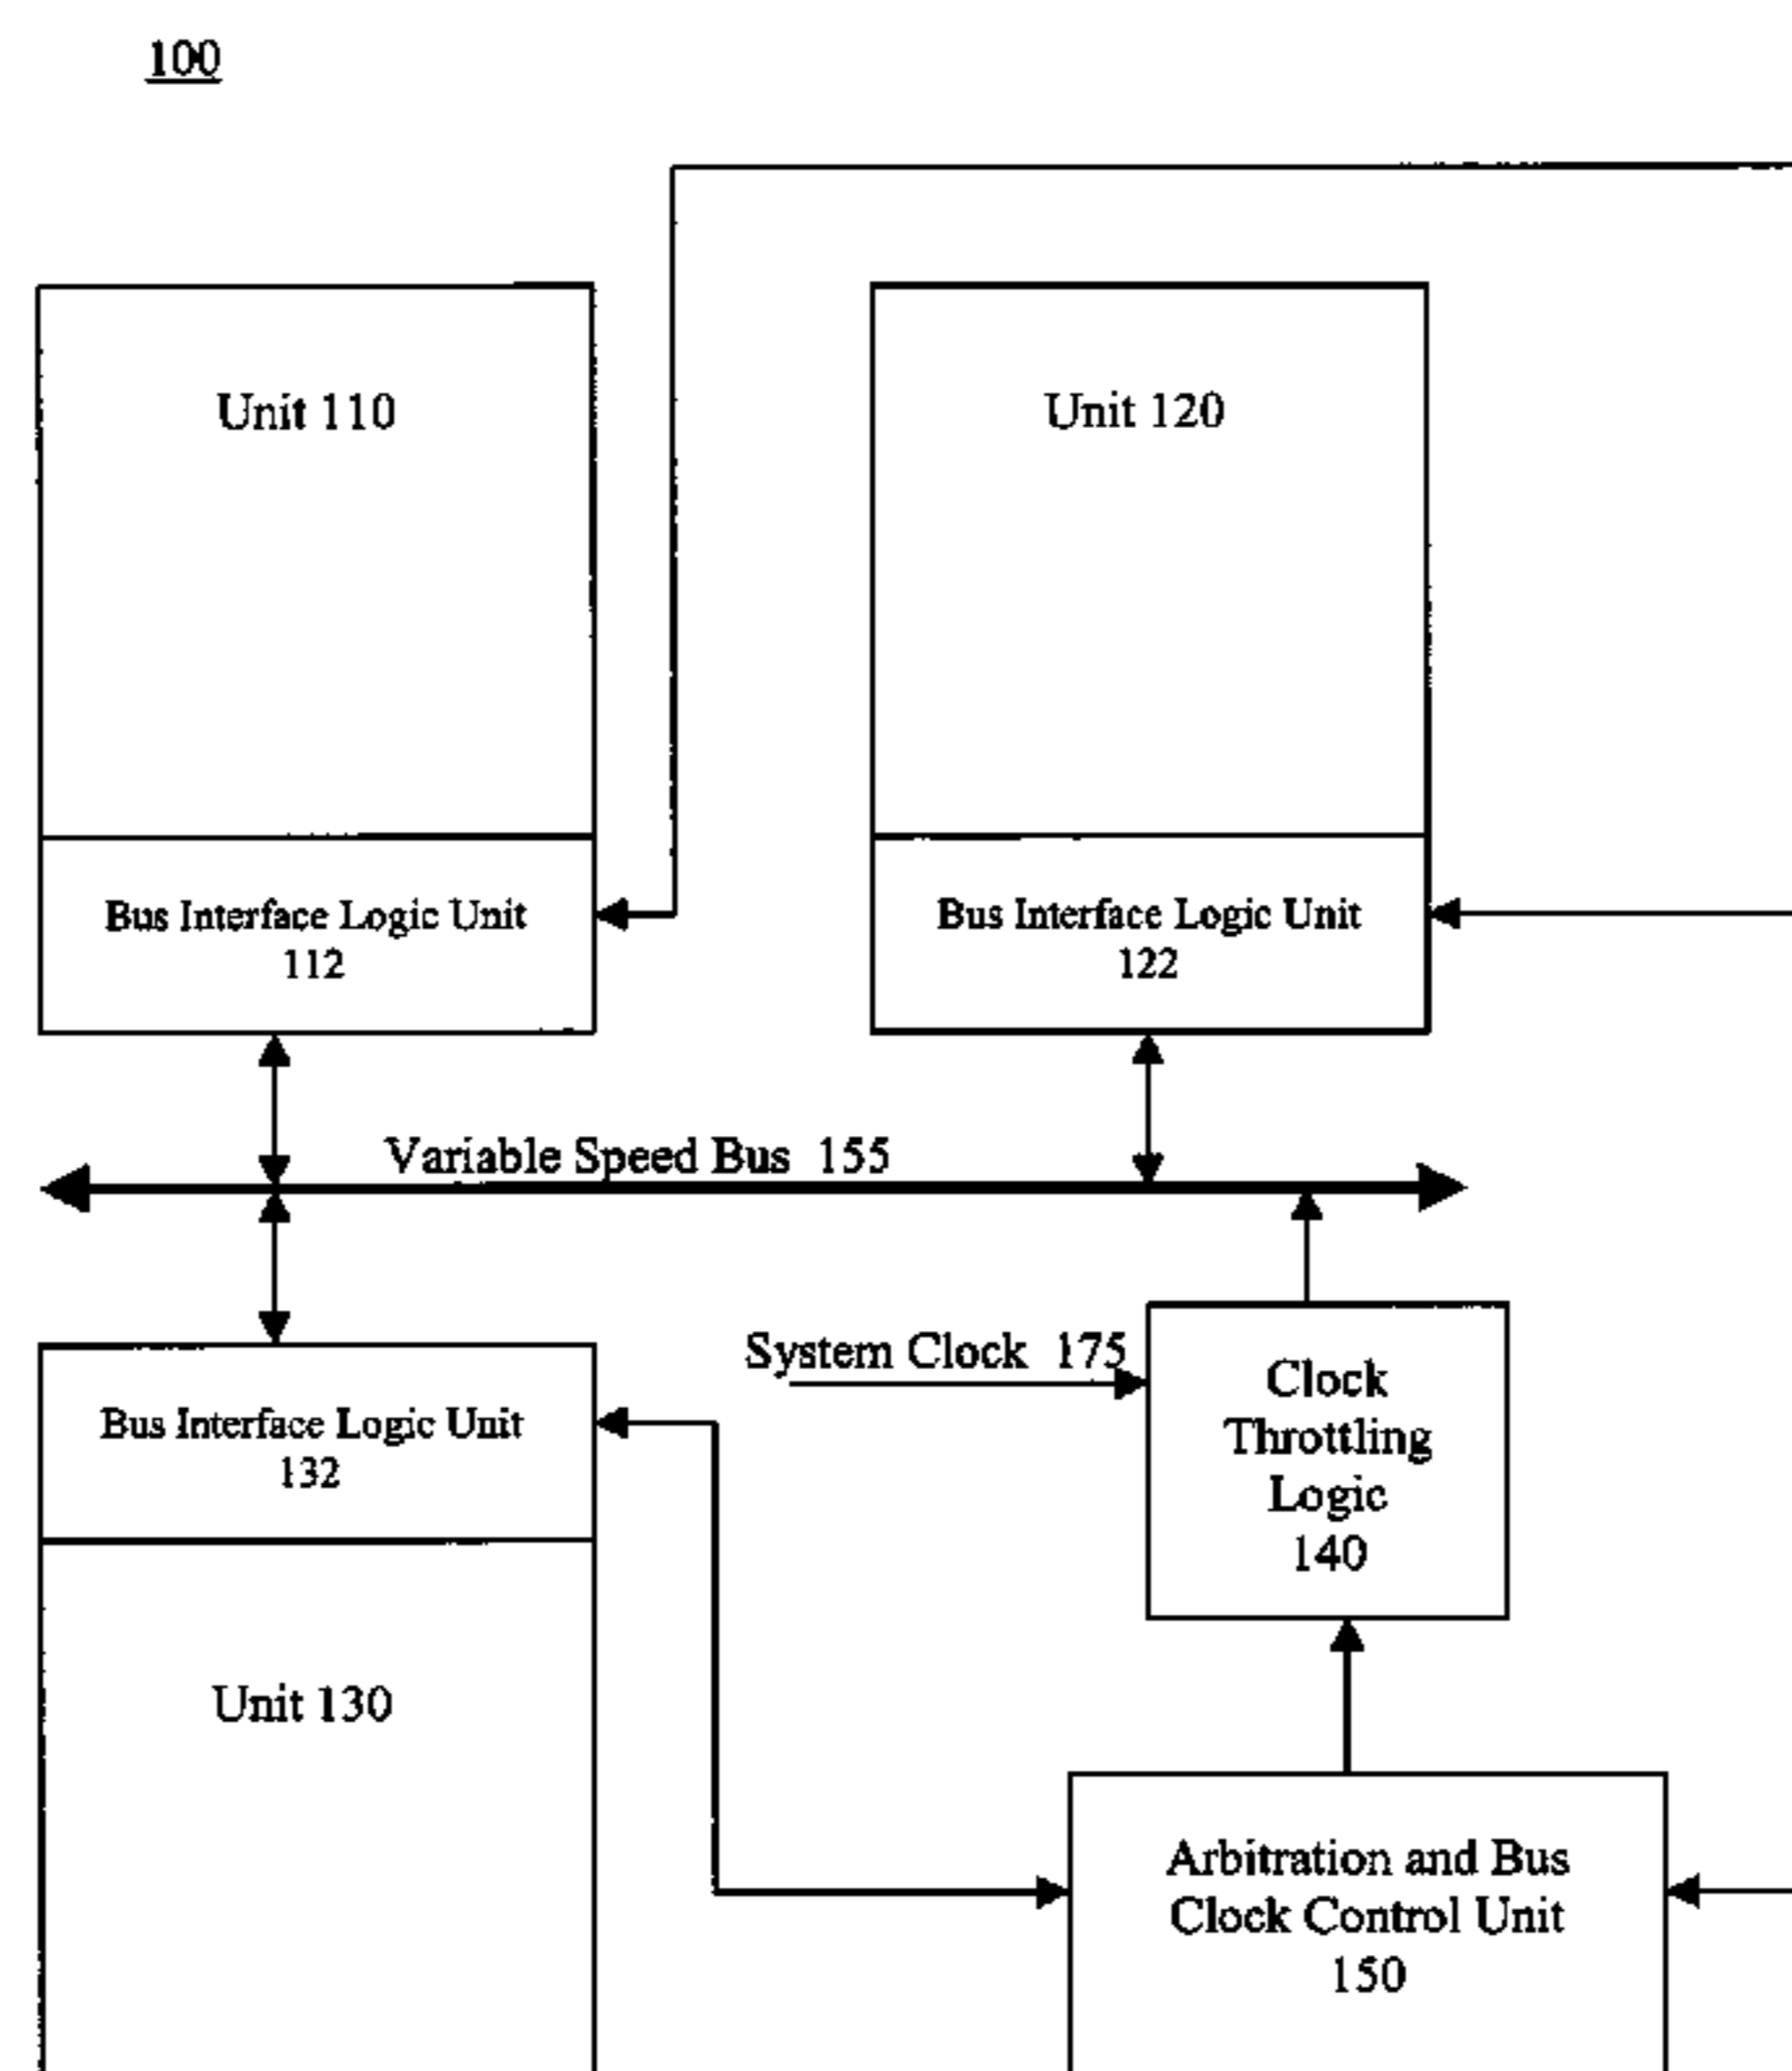 100
Unit 110
Unit 120
Bus Interface Logic Unit
112
Bus Interface Logic Unit
122
Variable Speed Bus 155
System Clock 175
Clock
Throttling
Logic
140
Bus Interface Logic Unit
132
Unit 130
Arbitration and Bus
Clock Control Unit
150